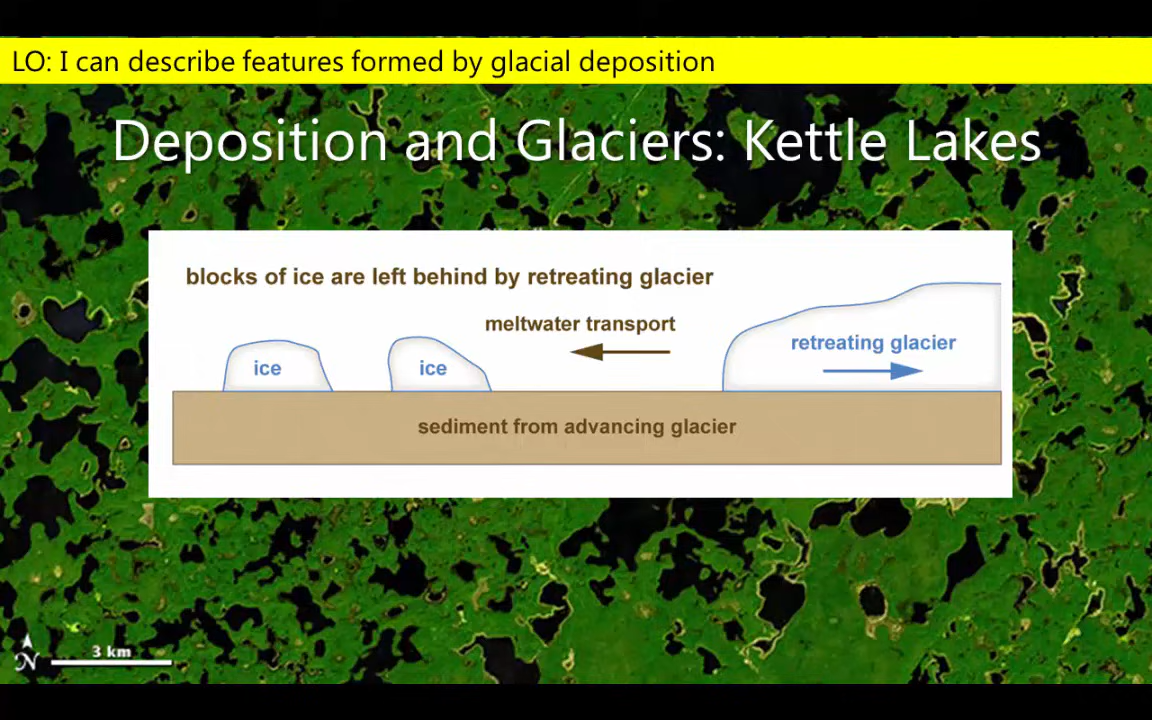 LO: I can describe features formed by glacial deposition
Deposition and Glaciers: Kettle Lakes
blocks of ice are left behind by retreating glacier
meltwater transport
retreating glacier
ice
ice
sediment from advancing glacier
N
3 km